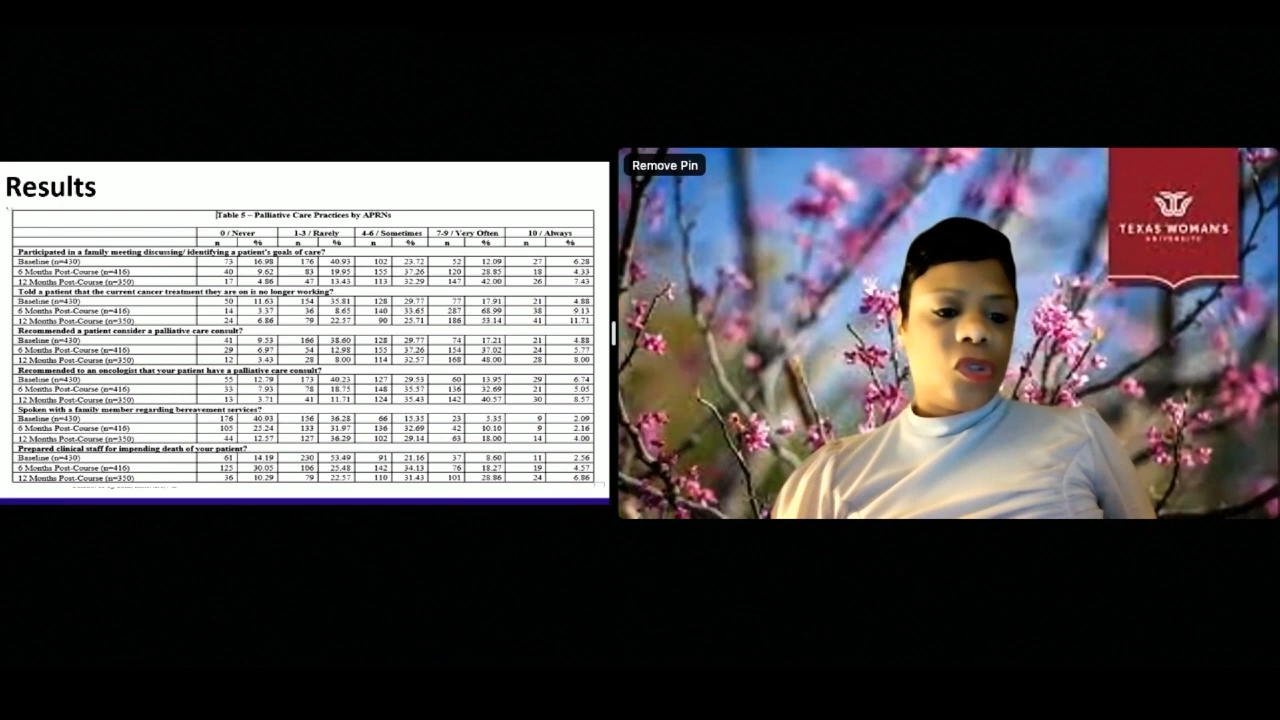 Results
Table 5 – Palliative Care Practices by APRNs
0 / Never 1-3 / Rarely 4-6 / Sometimes 7-9 / Very Often 10 / Always
n % n % n % n % n %
Participated in a family meeting discussing/ identifying a patient's goals of care?
Baseline (n=430) 73 16.98 176 40.93 102 23.72 52 12.09 27 6.28
6 Months Post-Course (n=416) 40 9.62 83 19.95 155 37.26 120 28.85 18 4.33
12 Months Post-Course (n=350) 17 4.86 47 13.43 113 32.29 147 42.00 26 7.43
Told a patient that the current cancer treatment they are on is no longer working?
Baseline (n=430) 50 11.63 154 35.81 128 29.77 77 17.91 21 4.88
6 Months Post-Course (n=416) 14 3.37 36 8.65 140 33.65 287 68.99 38 9.13
12 Months Post-Course (n=350) 24 6.86 79 22.57 90 25.71 186 53.14 41 11.71
Recommended a patient consider a palliative care consult?
Baseline (n=430) 41 9.53 166 38.60 128 29.77 74 17.21 21 4.88
6 Months Post-Course (n=416) 29 6.97 54 12.98 155 37.26 154 37.02 24 5.77
12 Months Post-Course (n=350) 12 3.43 28 8.00 114 32.57 168 48.00 28 8.00
Recommended to an oncologist that your patient have a palliative care consult?
Baseline (n=430) 55 12.79 173 40.23 127 29.53 60 13.95 29 6.74
6 Months Post-Course (n=416) 33 7.93 78 18.75 148 35.57 136 32.69 21 5.05
12 Months Post-Course (n=350) 13 3.71 41 11.71 124 35.43 142 40.57 30 8.57
Spoken with a family member regarding bereavement services?
Baseline (n=430) 176 40.93 156 36.28 66 15.35 23 5.35 9 2.09
6 Months Post-Course (n=416) 105 25.24 133 31.97 136 32.69 42 10.10 9 2.16
12 Months Post-Course (n=350) 44 12.57 127 36.29 102 29.14 63 18.00 14 4.00
Prepared clinical staff for impending death of your patient?
Baseline (n=430) 61 14.19 230 53.49 91 21.16 37 8.60 11 2.56
6 Months Post-Course (n=416) 125 30.05 106 25.48 142 34.13 76 18.27 19 4.57
12 Months Post-Course (n=350) 36 10.29 79 22.57 110 31.43 101 28.86 24 6.86
Remove Pin
TEXAS WOMAN'S
UNIVERSITY